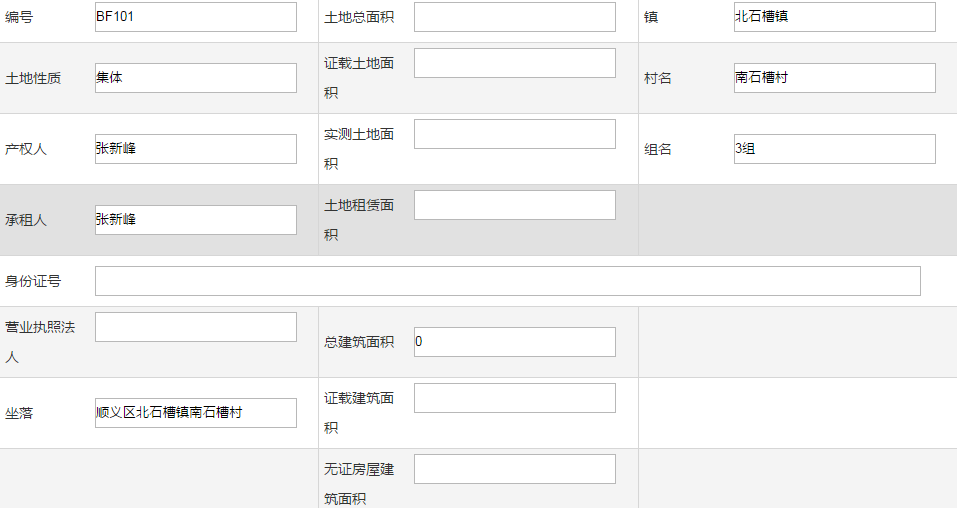 编号 BF101 土地总面积 镇 北石槽镇
土地性质 集体 证载土地面
积 村名 南石槽村
产权人 张新峰 实测土地面
积 组名 3组
承租人 张新峰 土地租赁面
积
身份证号
营业执照法
人 总建筑面积 0
坐落 顺义区北石槽镇南石槽村 证载建筑面
积
无证房屋建
筑面积